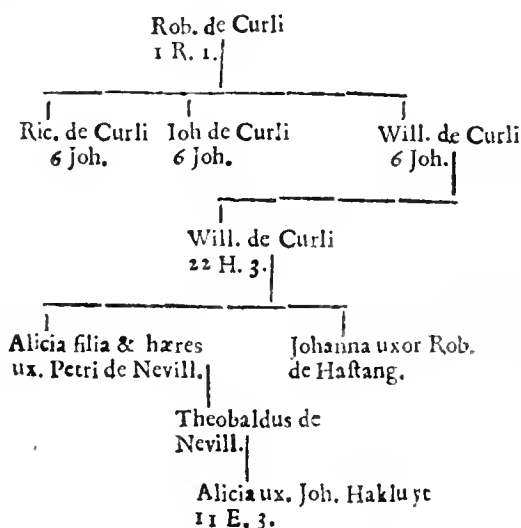 Rob. de Curli
1 R. 1.
Ric. de Curli
6 Joh.
Ioh de Curli
6 Joh.
Will. de Curli
6 Joh.
Will. de Curli
22 H. 3.
Alicia filia & hæres
ux. Petri de Nevill.
Johanna uxor Rob.
de Haſtang.
Theobaldus de
Nevill.
Alicia ux. Joh. Hakluyt
11 E. 3.